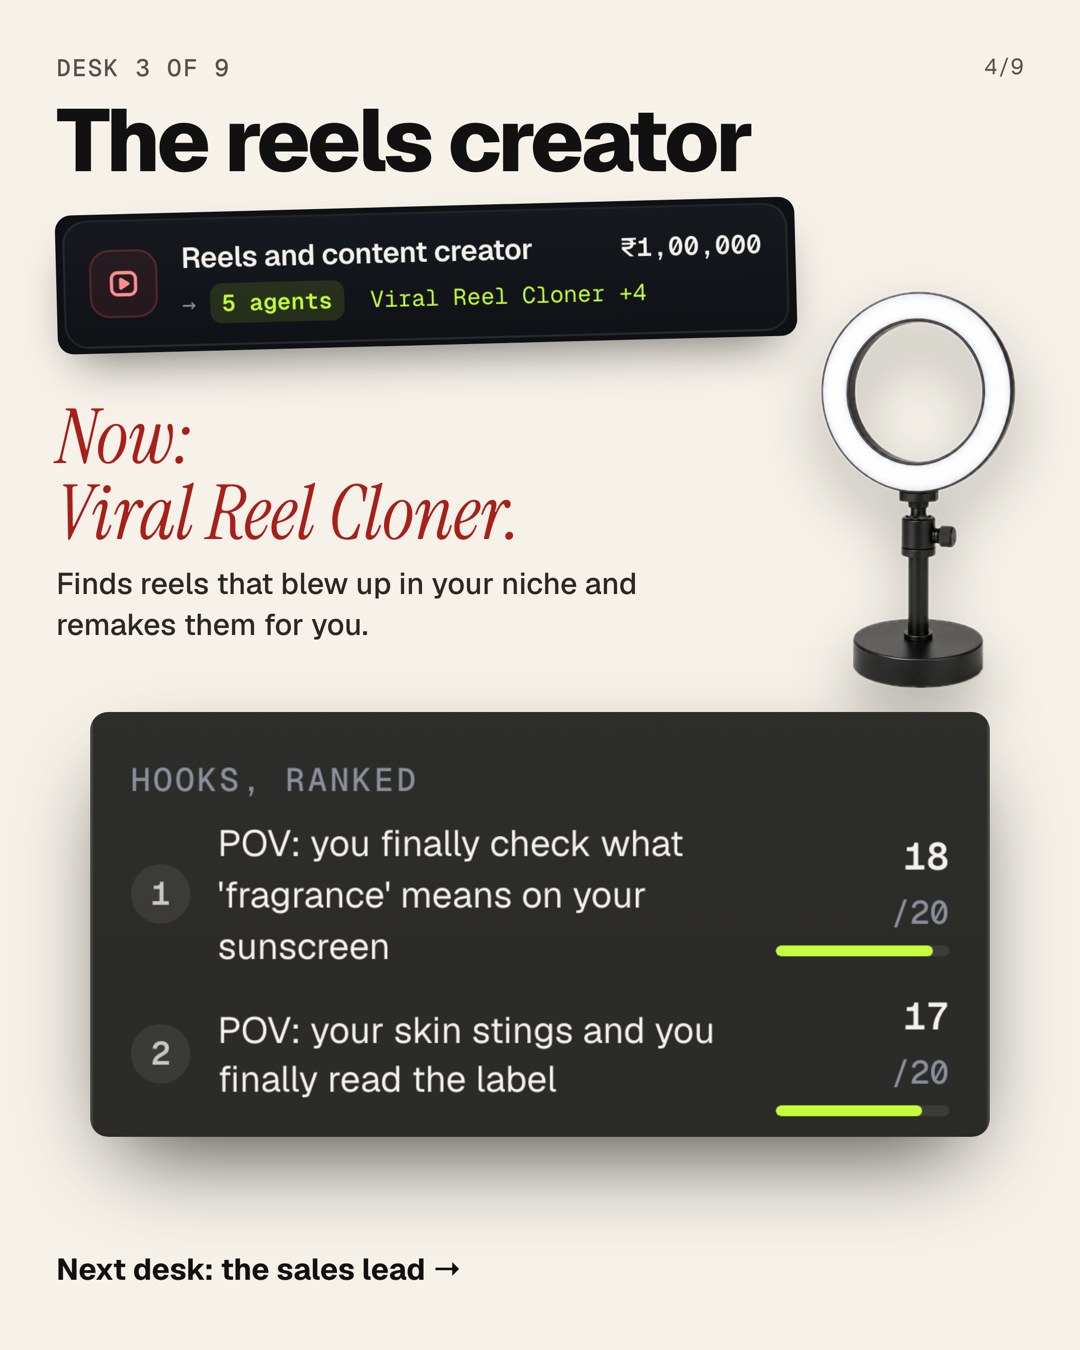 DESK 3 OF 9
4/9
The reels creator
Reels and content creator
₹1,00,000
→ 5 agents Viral Reel Cloner +4
Now:
Viral Reel Cloner.
Finds reels that blew up in your niche and
remakes them for you.
HOOKS, RANKED
1
POV: you finally check what
'fragrance' means on your
sunscreen
18
/20
2
POV: your skin stings and you
finally read the label
17
/20
Next desk: the sales lead →